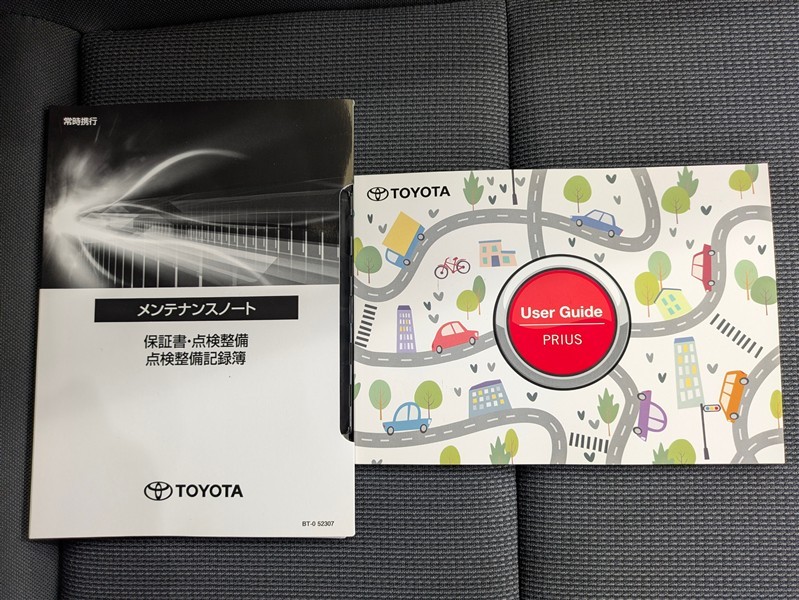 常時携行
メンテナンスノート
保証書・点検整備
点検整備記録簿
TOYOTA
BT-0 52307
TOYOTA
User Guide
PRIUS